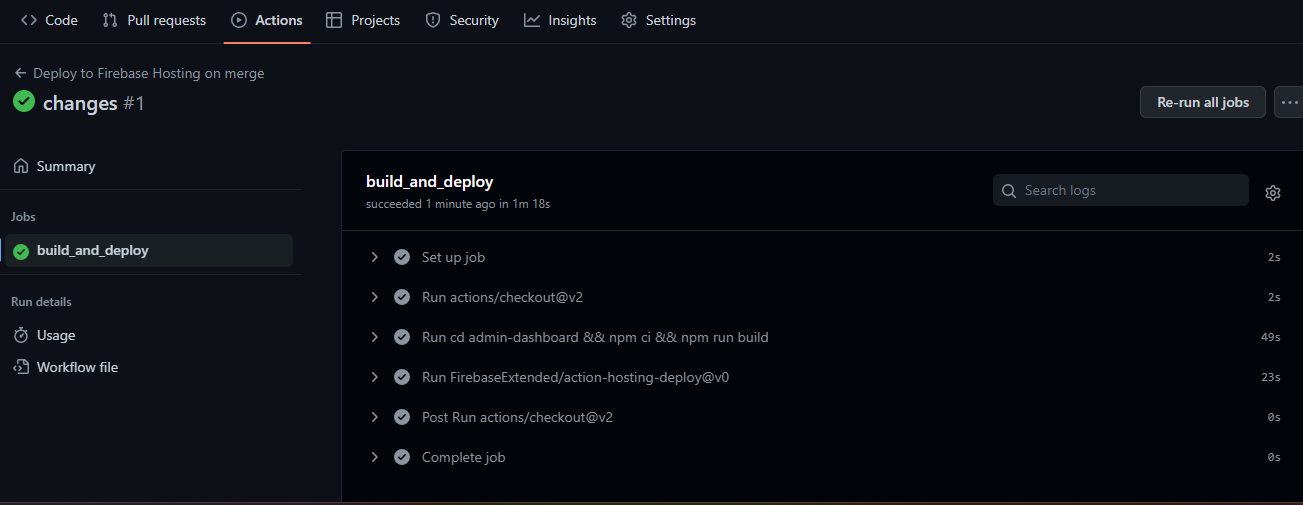 Code Pull requests Actions Projects Security Insights Settings
Deploy to Firebase Hosting on merge
changes #1
Re-run all jobs
Summary
Jobs
build_and_deploy
Run details
Usage
Workflow file
build_and_deploy
succeeded 1 minute ago in 1m 18s
Search logs
Set up job 2s
Run actions/checkout@v2 2s
Run cd admin-dashboard && npm ci && npm run build 49s
Run FirebaseExtended/action-hosting-deploy@v0 23s
Post Run actions/checkout@v2 0s
Complete job 0s